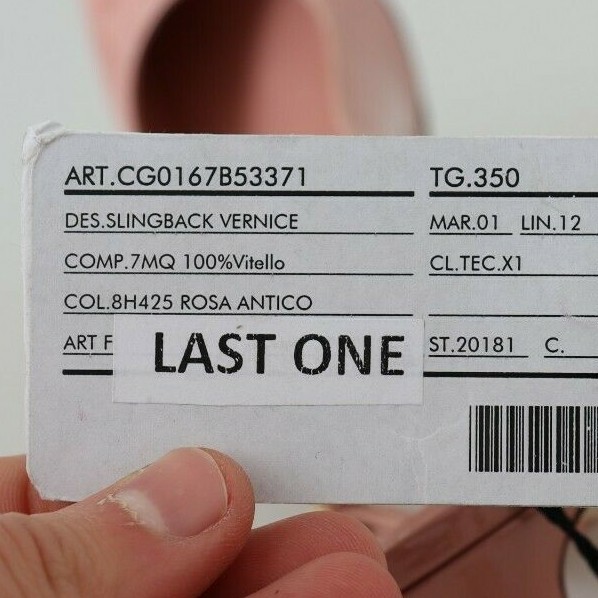 ART.CG0167B53371 TG.350
DES.SLINGBACK VERNICE MAR.01 LIN.12
COMP.7MQ 100%Vitello CL.TEC.X1
COL.8H425 ROSA ANTICO
ART F LAST ONE ST.20181 C.